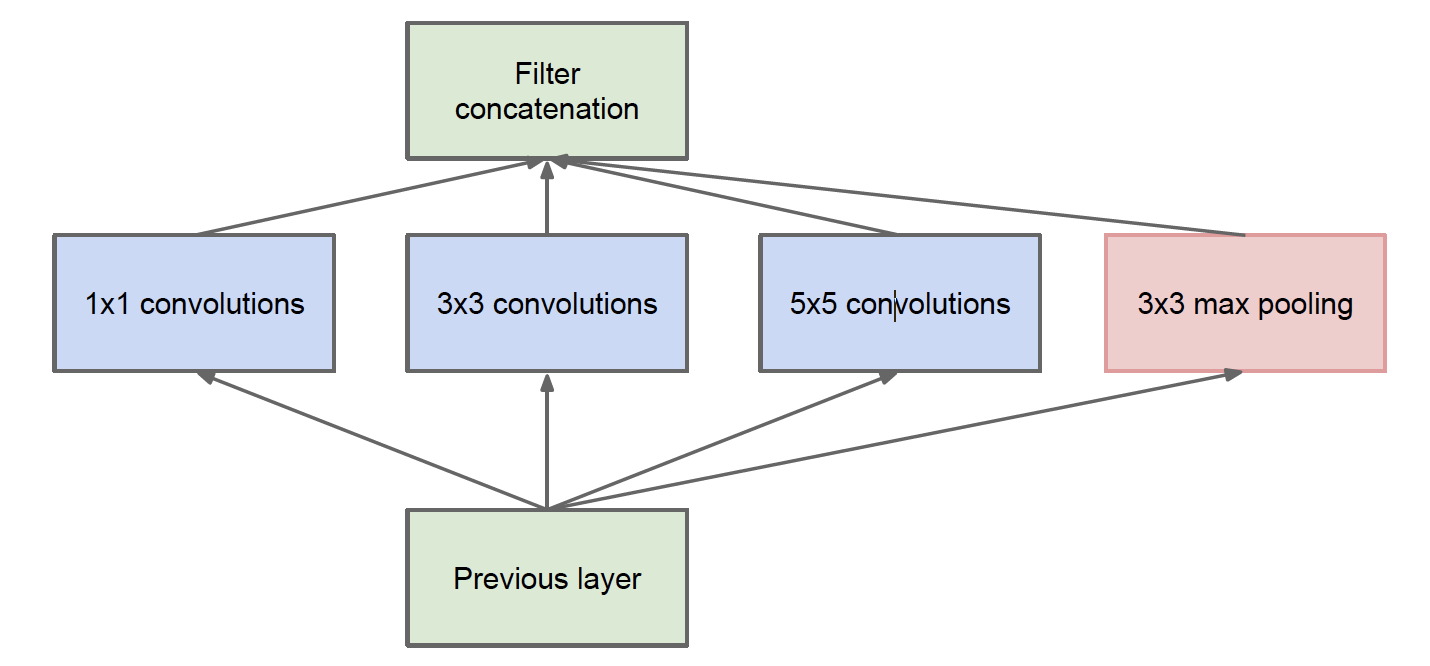 Filter
concatenation
1x1 convolutions
3x3 convolutions
5x5 convolutions
3x3 max pooling
Previous layer